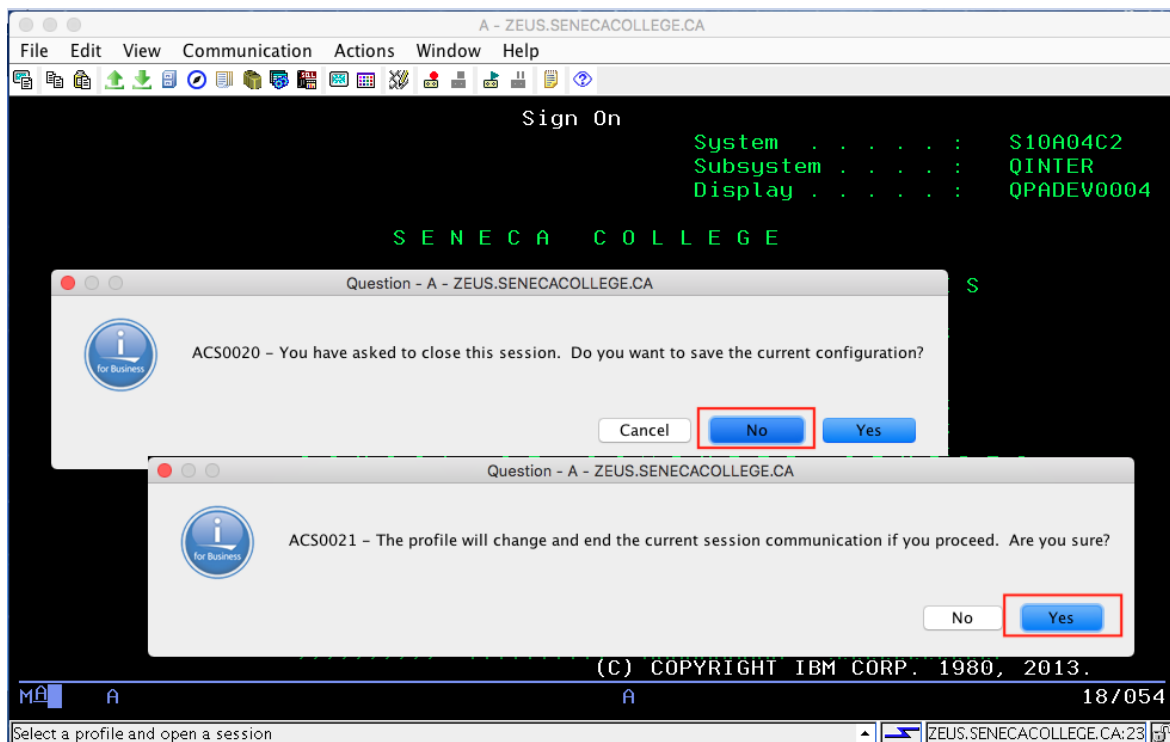 A - ZEUS.SENECACOLLEGE.CA
File Edit View Communication Actions Window Help
Sign On
System . . . . . : S10A04C2
Subsystem . . . . : QINTER
Display . . . . . : QPADEV0004
S E N E C A   C O L L E G E
S
Question - A - ZEUS.SENECACOLLEGE.CA
i
for Business
ACS0020 – You have asked to close this session. Do you want to save the current configuration?
Cancel No Yes
Question - A - ZEUS.SENECACOLLEGE.CA
i
for Business
ACS0021 – The profile will change and end the current session communication if you proceed. Are you sure?
No Yes
(C) COPYRIGHT IBM CORP. 1980, 2013.
MA A A 18/054
Select a profile and open a session ZEUS.SENECACOLLEGE.CA:23